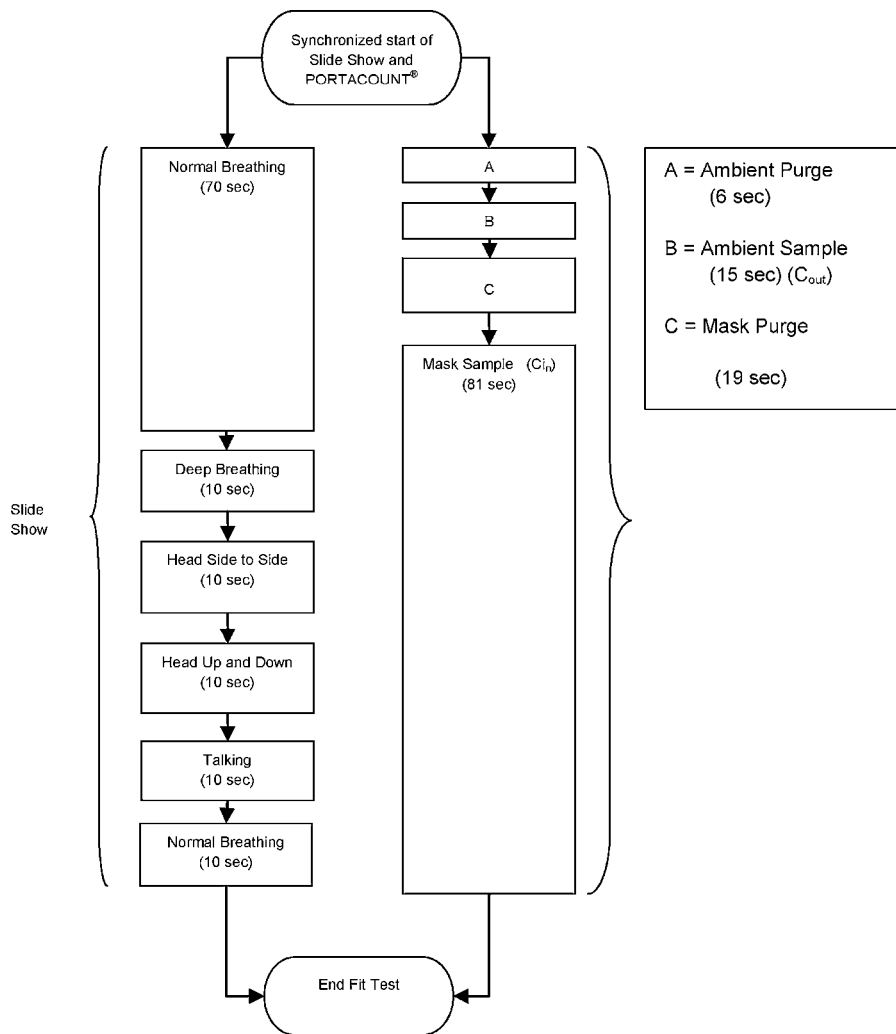 Synchronized start of
Slide Show and
PORTACOUNT®
Normal Breathing
(70 sec)
Deep Breathing
(10 sec)
Head Side to Side
(10 sec)
Head Up and Down
(10 sec)
Talking
(10 sec)
Normal Breathing
(10 sec)
Slide
Show
A
B
C
Mask Sample (Cin)
(81 sec)
A = Ambient Purge
(6 sec)
B = Ambient Sample
(15 sec) (Cout)
C = Mask Purge
(19 sec)
End Fit Test